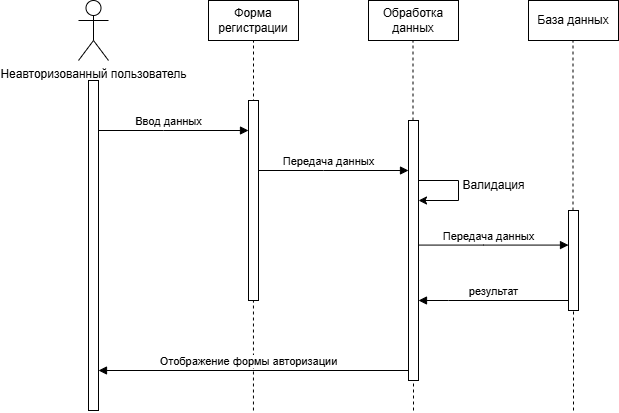 Форма
регистрации
Обработка
данных
База данных
Неавторизованный пользователь
Ввод данных
Передача данных
Валидация
Передача данных
результат
Отображение формы авторизации